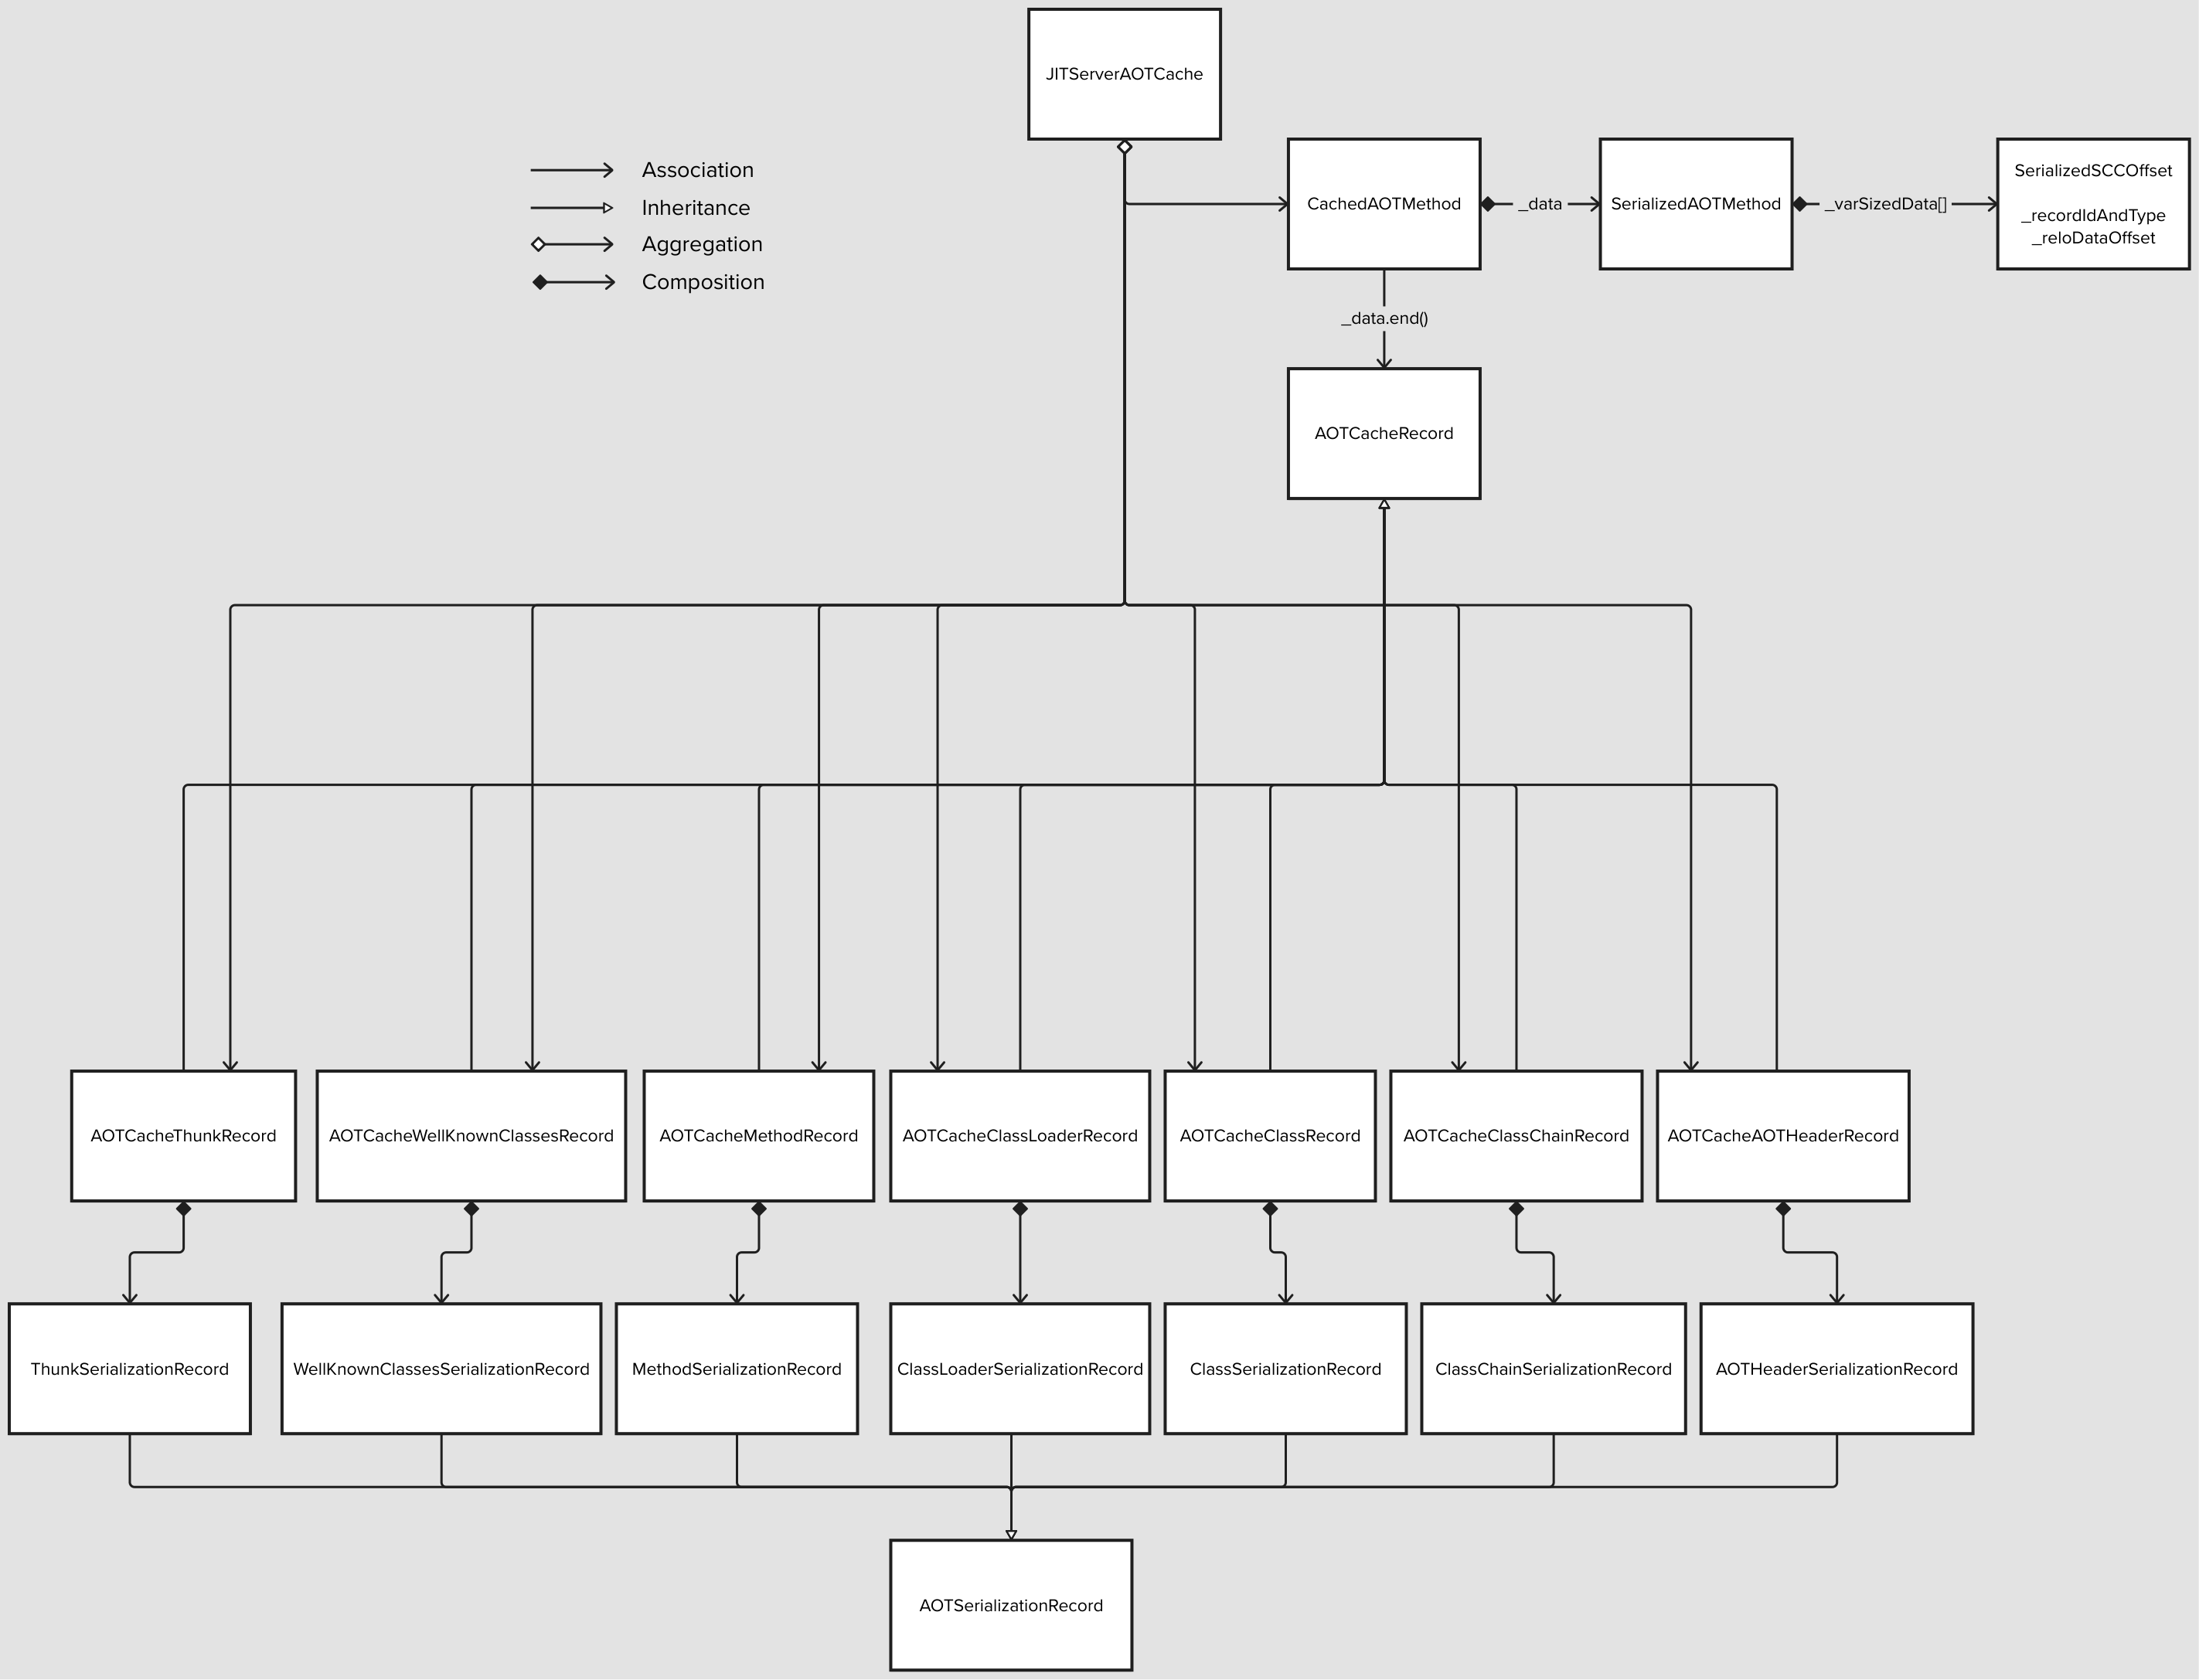 JITServerAOTCache
Association
Inheritance
Aggregation
Composition
CachedAOTMethod
_data
SerializedAOTMethod
_varSizedData[]
SerializedSCCOffset
_recordIdAndType
_reloDataOffset
_data.end()
AOTCacheRecord
AOTCacheThunkRecord
AOTCacheWellKnownClassesRecord
AOTCacheMethodRecord
AOTCacheClassLoaderRecord
AOTCacheClassRecord
AOTCacheClassChainRecord
AOTCacheAOTHeaderRecord
ThunkSerializationRecord
WellKnownClassesSerializationRecord
MethodSerializationRecord
ClassLoaderSerializationRecord
ClassSerializationRecord
ClassChainSerializationRecord
AOTHeaderSerializationRecord
AOTSerializationRecord